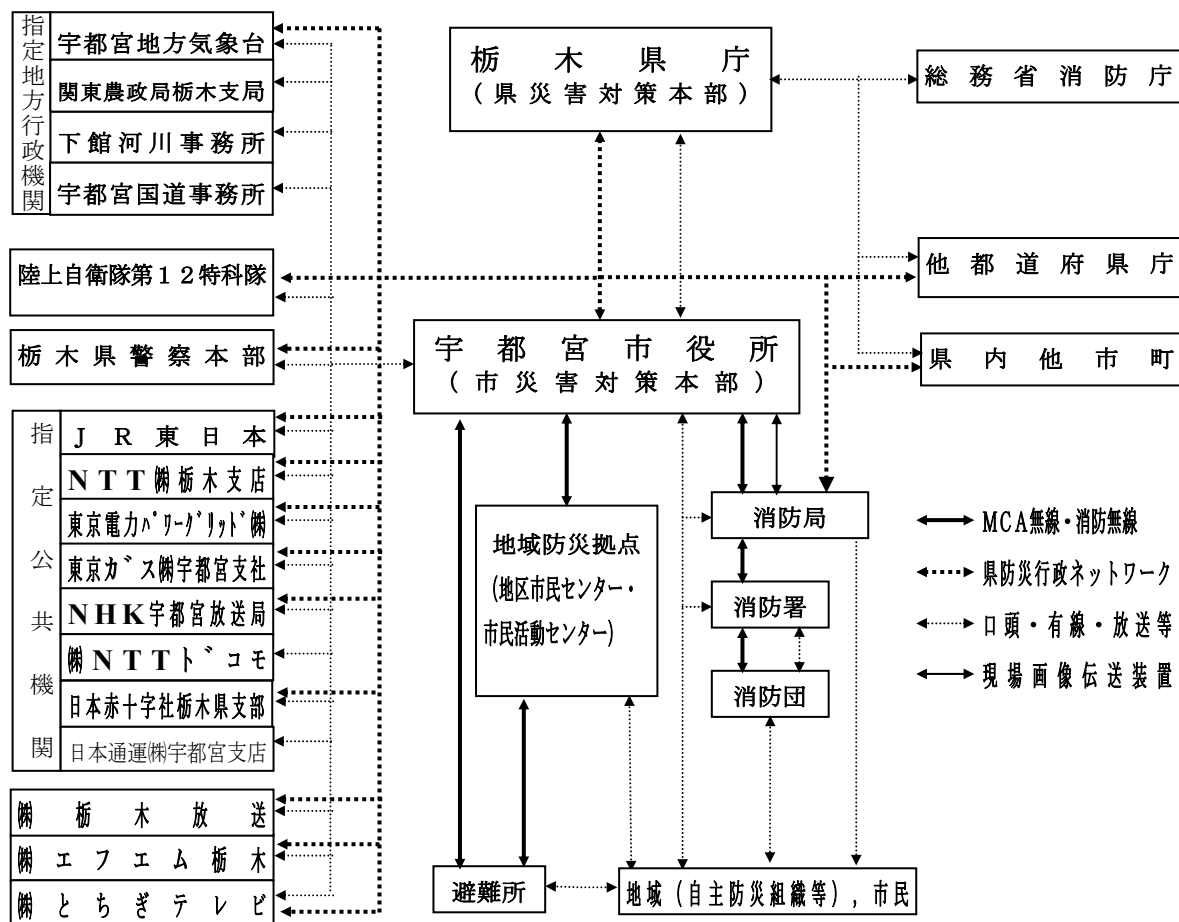 指定地方行政機関
宇都宮地方気象台
関東農政局栃木支局
下館河川事務所
宇都宮国道事務所
陸上自衛隊第１２特科隊
栃木県警察本部
指定公共機関
ＪＲ東日本
ＮＴＴ㈱栃木支店
東京電力ﾊﾟﾜｰｸﾞﾘｯﾄﾞ㈱
東京ｶﾞｽ㈱宇都宮支社
ＮＨＫ宇都宮放送局
㈱ＮＴＴﾄﾞｺﾓ
日本赤十字社栃木県支部
日本通運㈱宇都宮支店
㈱栃木放送
㈱エフエム栃木
㈱とちぎテレビ
栃木県庁
（県災害対策本部）
宇都宮市役所
（市災害対策本部）
地域防災拠点
(地区市民センター・
市民活動センター)
消防局
消防署
消防団
避難所
地域（自主防災組織等），市民
総務省消防庁
他都道府県庁
県内他市町
MCA無線・消防無線
県防災行政ネットワーク
口頭・有線・放送等
現場画像伝送装置